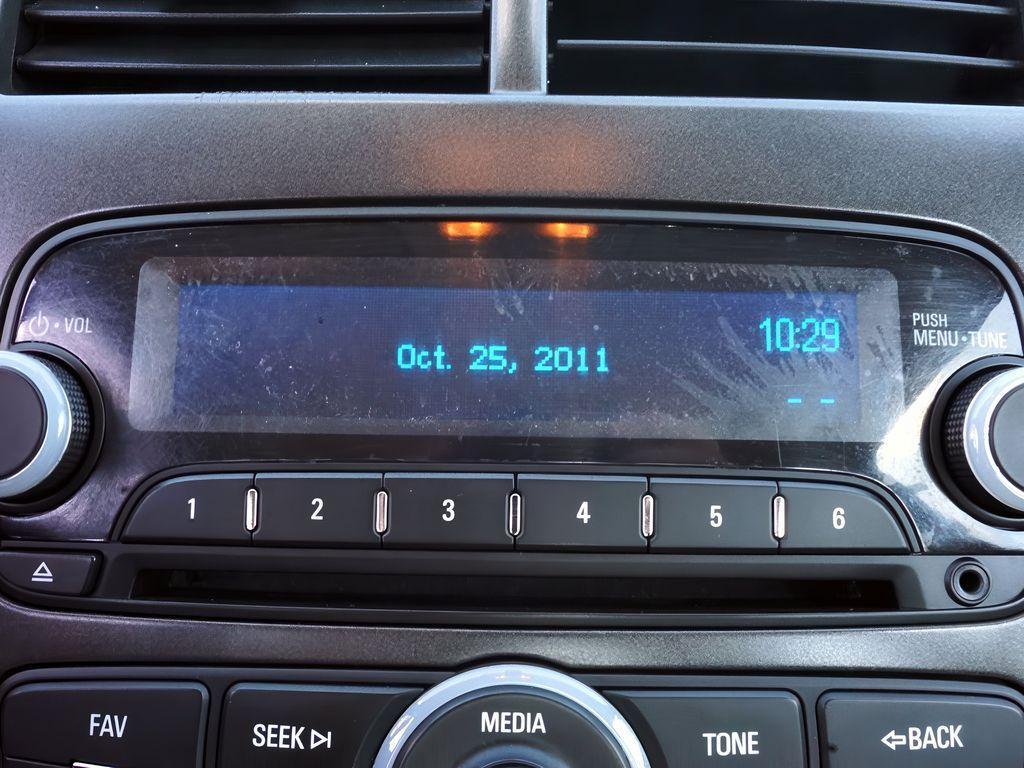 · VOL
PUSH
MENU · TUNE
10:29
Oct. 25, 2011
– –
1 2 3 4 5 6
FAV
SEEK
MEDIA
TONE
BACK